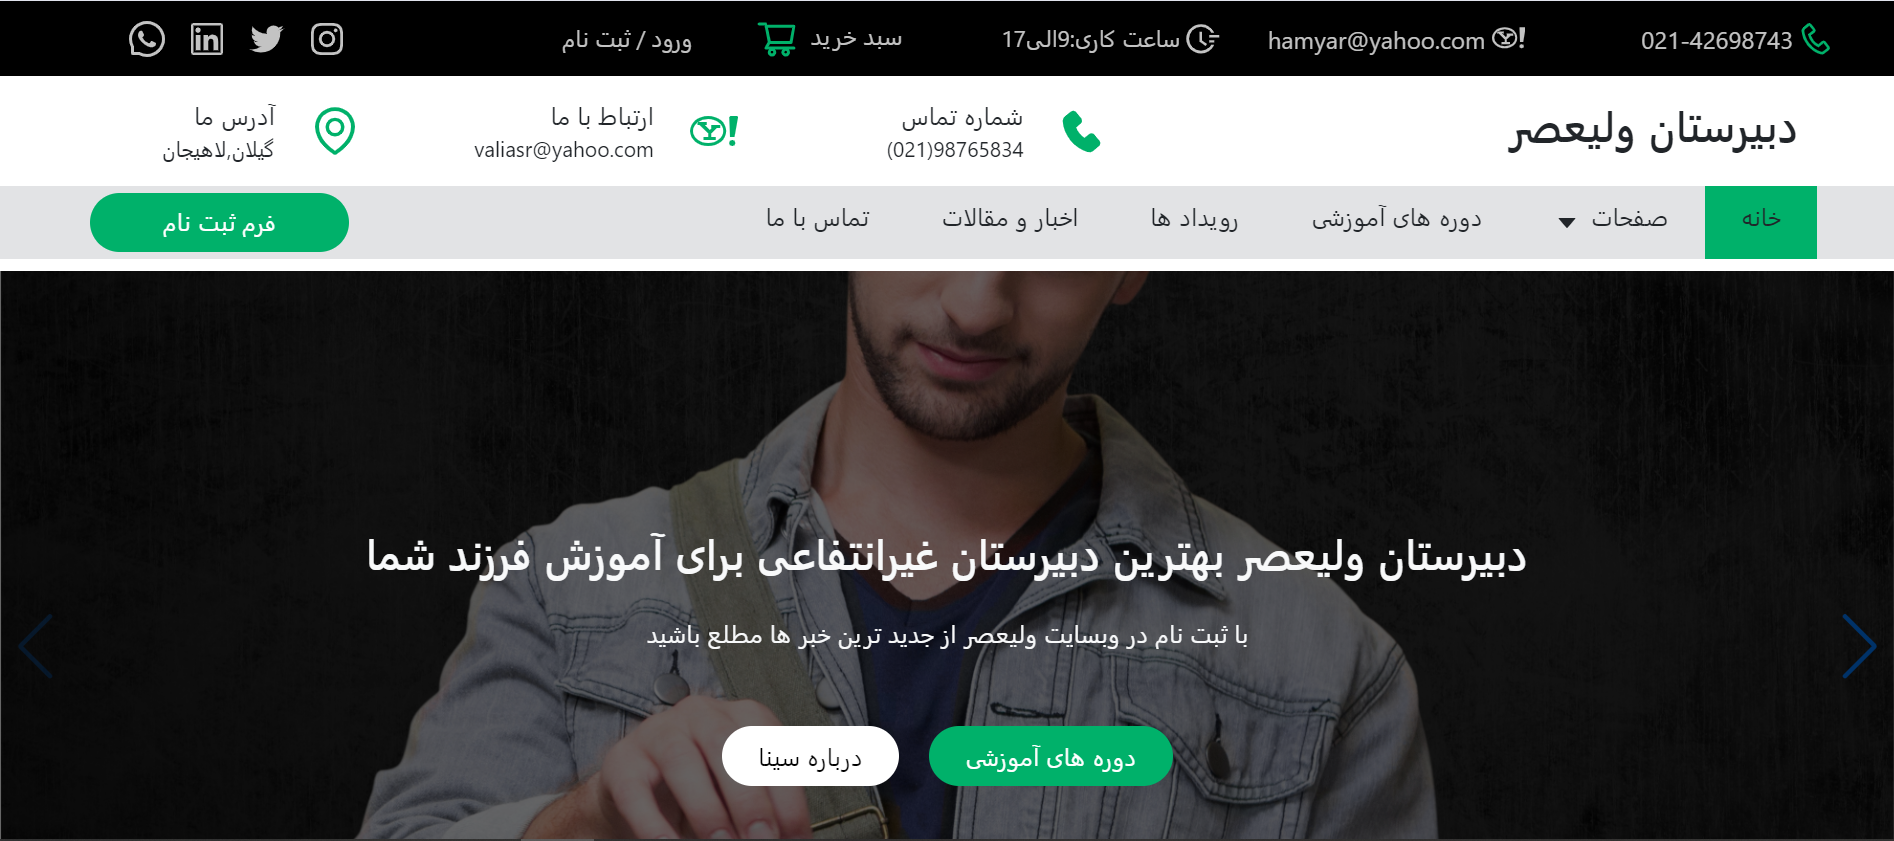 021-42698743
hamyar@yahoo.com
ساعت کاری:9الی17
سبد خرید
ورود / ثبت نام
دبیرستان ولیعصر
شماره تماس
(021)98765834
ارتباط با ما
valiasr@yahoo.com
آدرس ما
گیلان,لاهیجان
خانه
صفحات
دوره های آموزشی
رویداد ها
اخبار و مقالات
تماس با ما
فرم ثبت نام
دبیرستان ولیعصر بهترین دبیرستان غیرانتفاعی برای آموزش فرزند شما
با ثبت نام در وبسایت ولیعصر از جدید ترین خبر ها مطلع باشید
دوره های آموزشی
درباره سینا